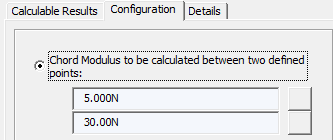 Calculable Results Configuration Details
Chord Modulus to be calculated between two defined
points:
5.000N
30.00N